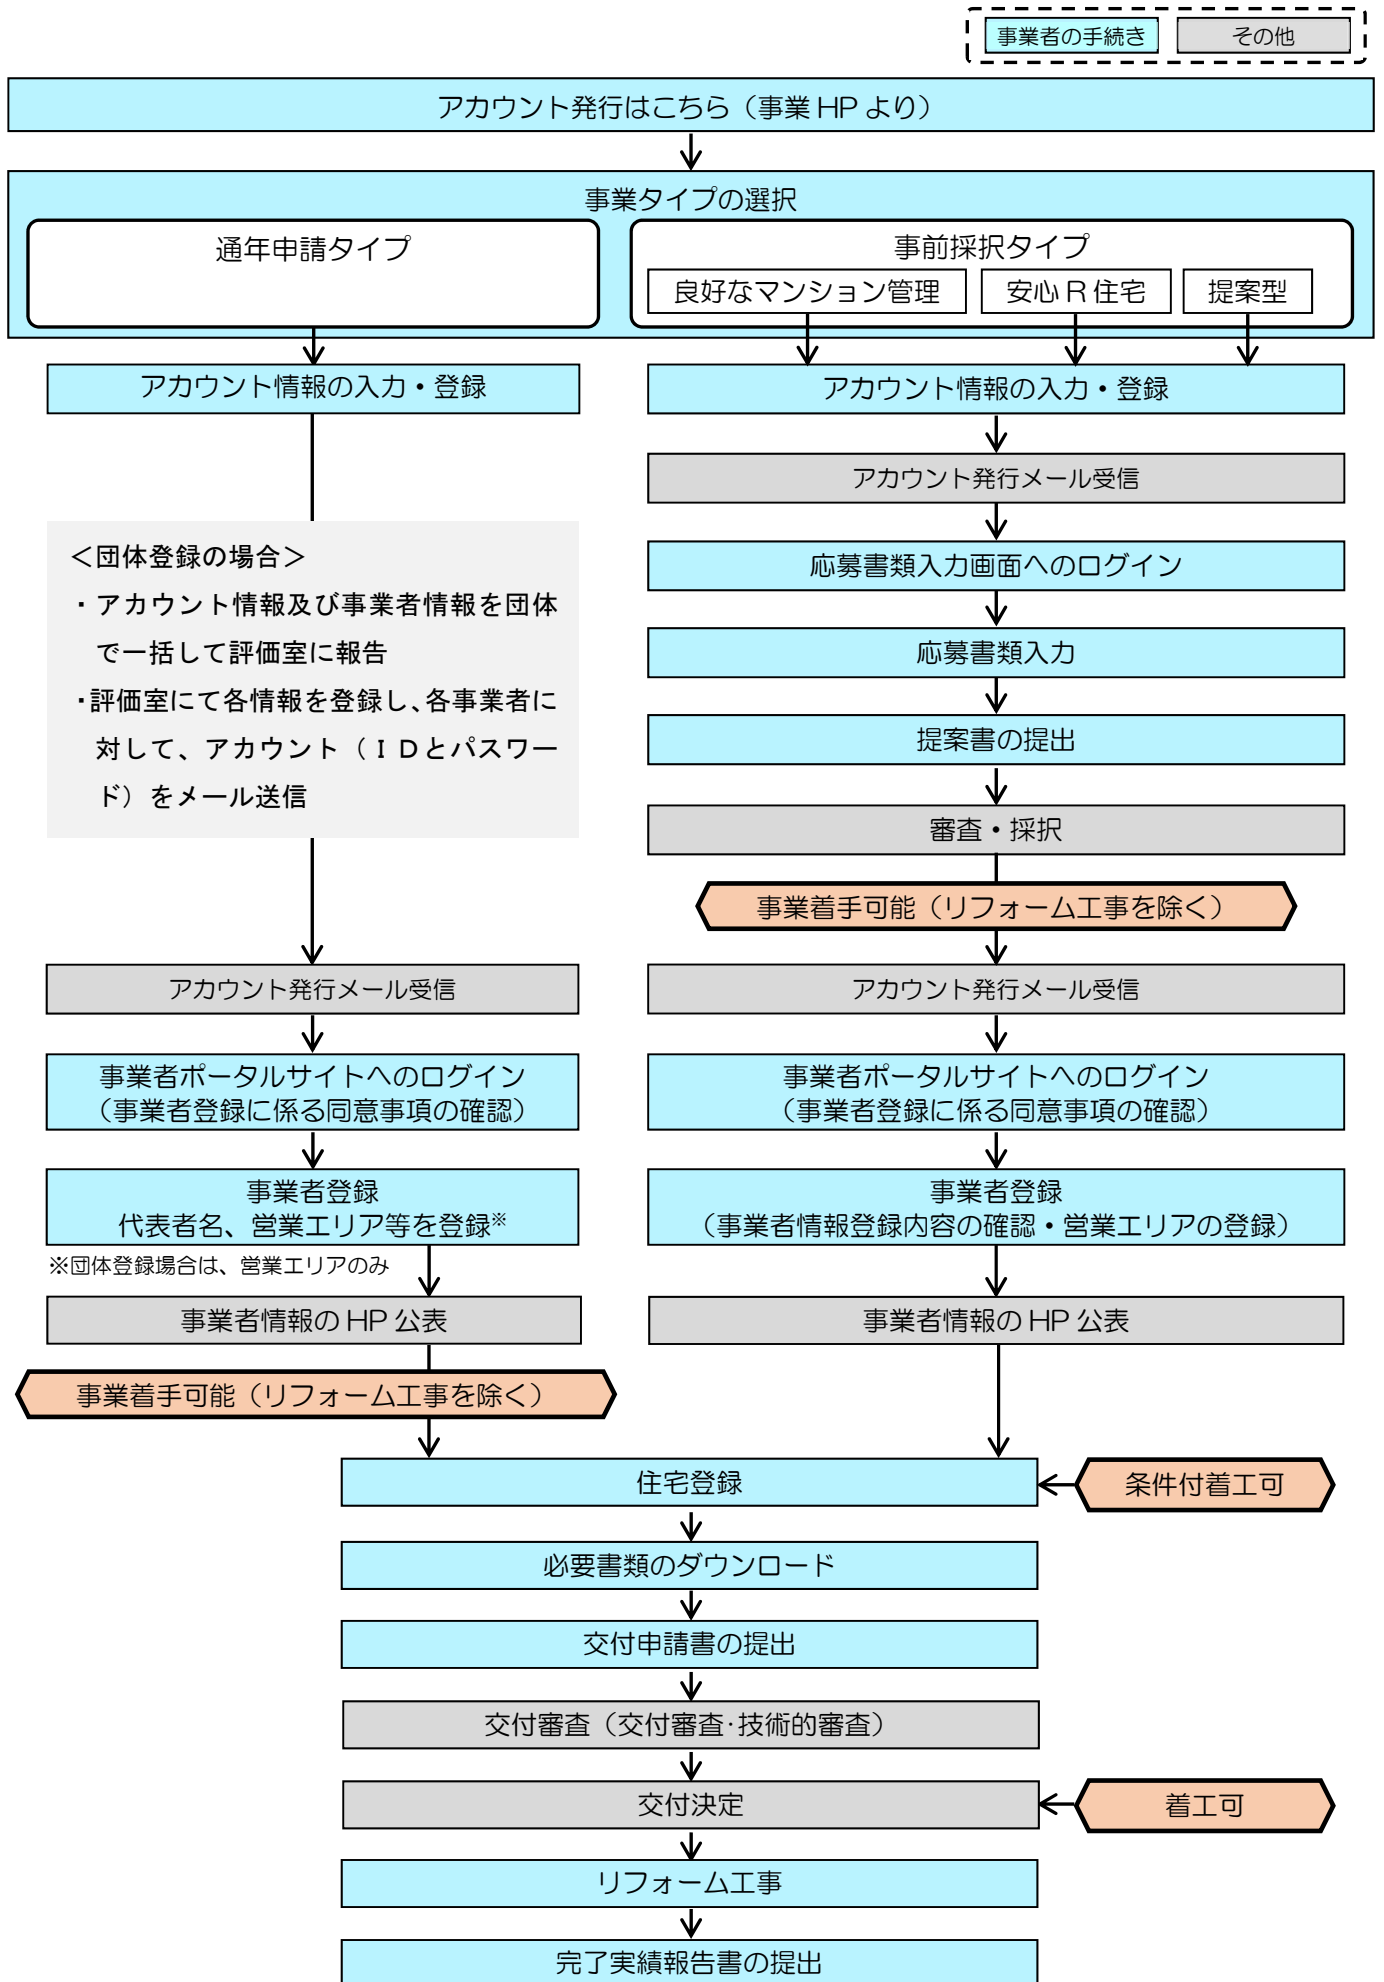 事業者の手続き
その他
アカウント発行はこちら（事業 HP より）
事業タイプの選択
通年申請タイプ
事前採択タイプ
良好なマンション管理
安心 R 住宅
提案型
アカウント情報の入力・登録
アカウント情報の入力・登録
アカウント発行メール受信
応募書類入力画面へのログイン
応募書類入力
提案書の提出
審査・採択
事業着手可能（リフォーム工事を除く）
＜団体登録の場合＞
・アカウント情報及び事業者情報を団体
で一括して評価室に報告
・評価室にて各情報を登録し、各事業者に
対して、アカウント（ＩＤとパスワー
ド）をメール送信
アカウント発行メール受信
アカウント発行メール受信
事業者ポータルサイトへのログイン
（事業者登録に係る同意事項の確認）
事業者ポータルサイトへのログイン
（事業者登録に係る同意事項の確認）
事業者登録
代表者名、営業エリア等を登録※
※団体登録場合は、営業エリアのみ
事業者登録
（事業者情報登録内容の確認・営業エリアの登録）
事業者情報の HP 公表
事業者情報の HP 公表
事業着手可能（リフォーム工事を除く）
住宅登録
条件付着工可
必要書類のダウンロード
交付申請書の提出
交付審査（交付審査・技術的審査）
交付決定
着工可
リフォーム工事
完了実績報告書の提出